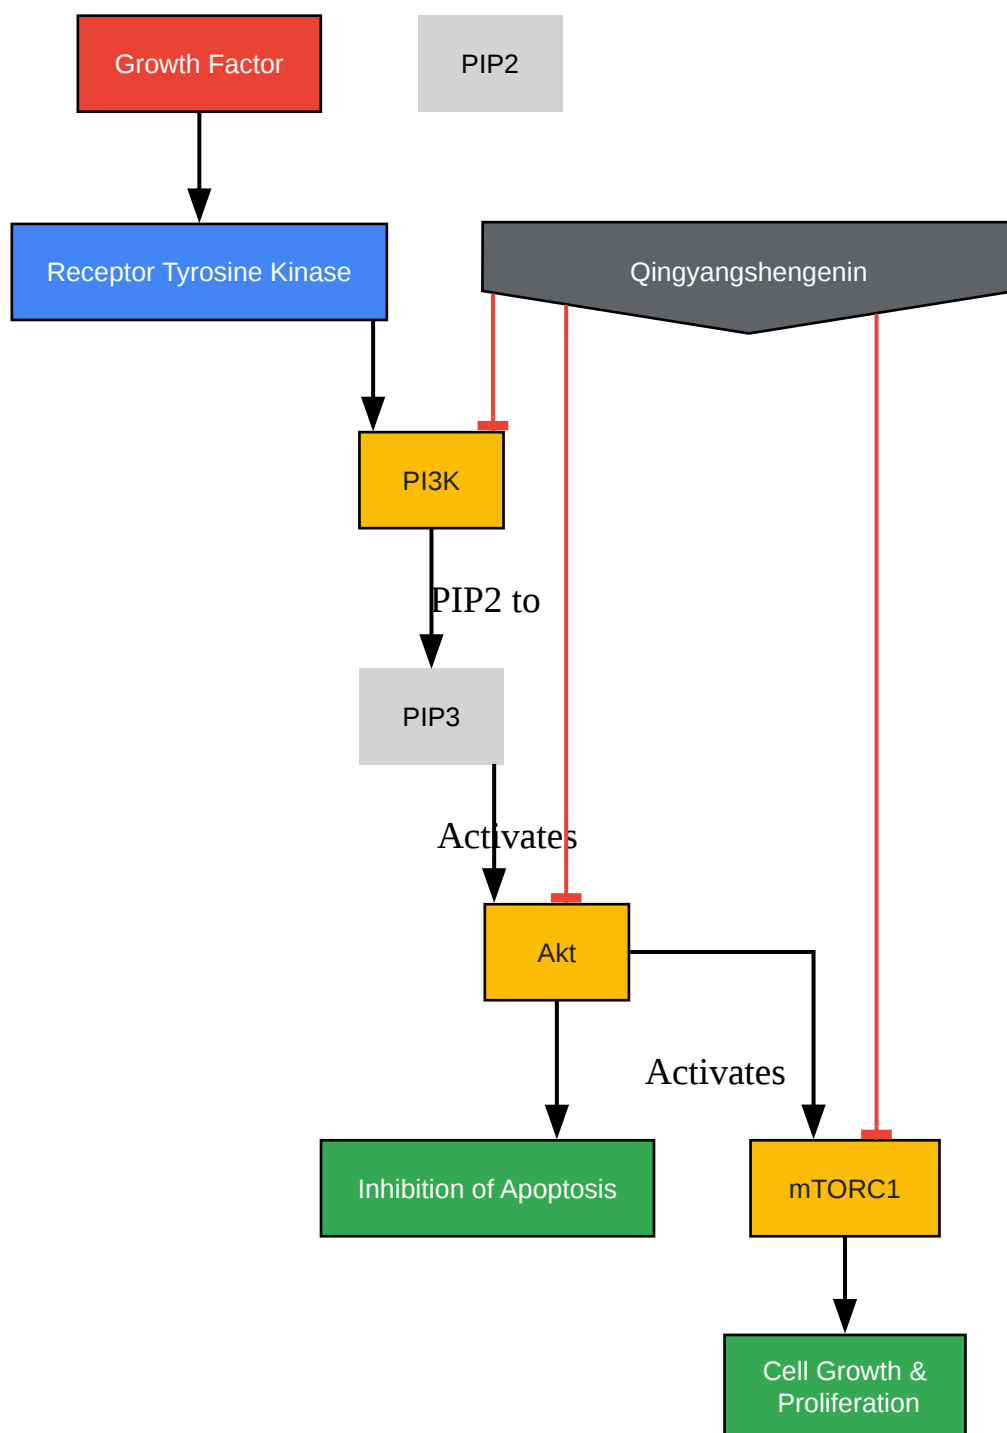 Growth Factor
PIP2
Receptor Tyrosine Kinase
Qingyangshengenin
PI3K
PIP2 to
PIP3
Activates
Akt
Activates
Inhibition of Apoptosis
mTORC1
Cell Growth &
Proliferation